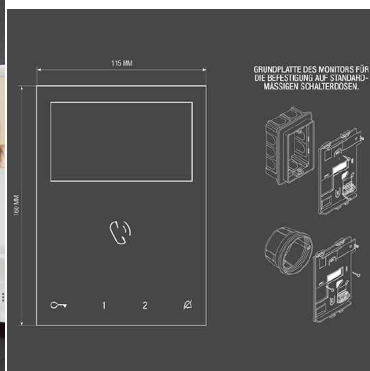 115 MM
GRUNDPLATTE DES MONITORS FÜR
DIE BEFESTIGUNG AUF STANDARD-
MÄSSIGEN SCHALTERDOSEN.
160 MM
1 2